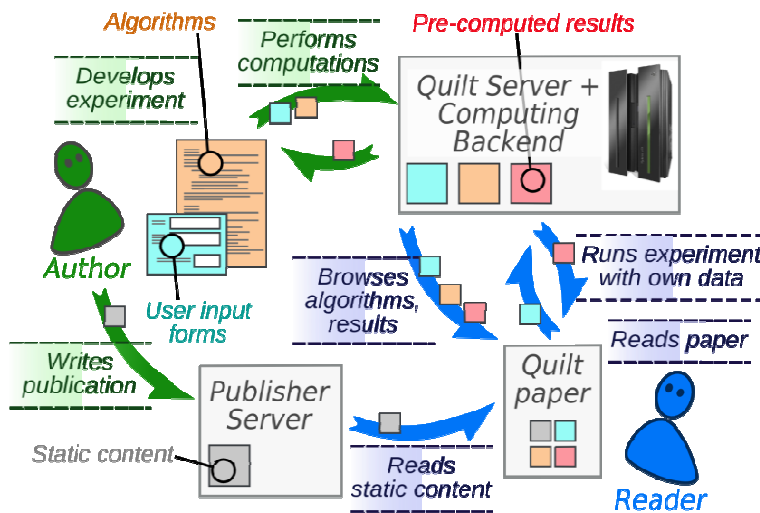 Algorithms
Performs
computations
Pre-computed results
Develops
experiment
Quilt Server +
Computing
Backend
Author
User input
forms
Browses
algorithms,
results
Runs experiment
with own data
Reads paper
Writes
publication
Publisher
Server
Quilt
paper
Static content
Reads
static content
Reader